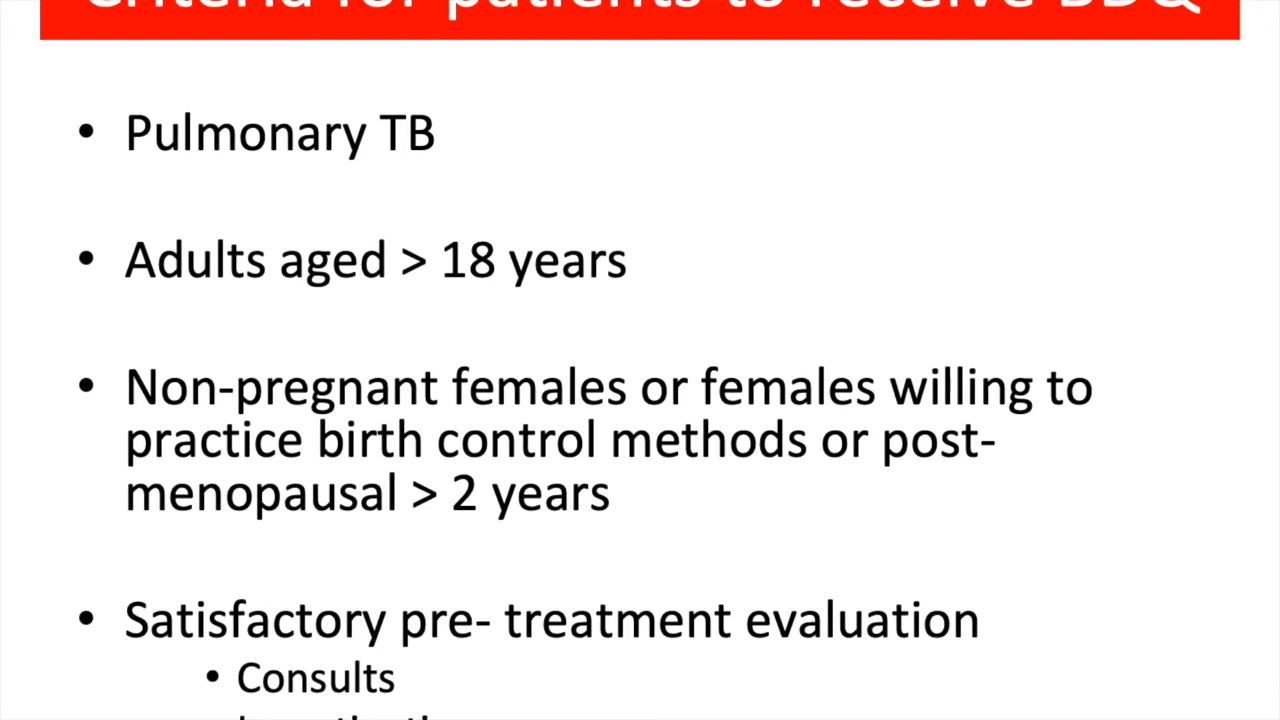 Criteria for patients to receive BDQ
• Pulmonary TB
• Adults aged > 18 years
• Non-pregnant females or females willing to
practice birth control methods or post-
menopausal > 2 years
• Satisfactory pre- treatment evaluation
• Consults